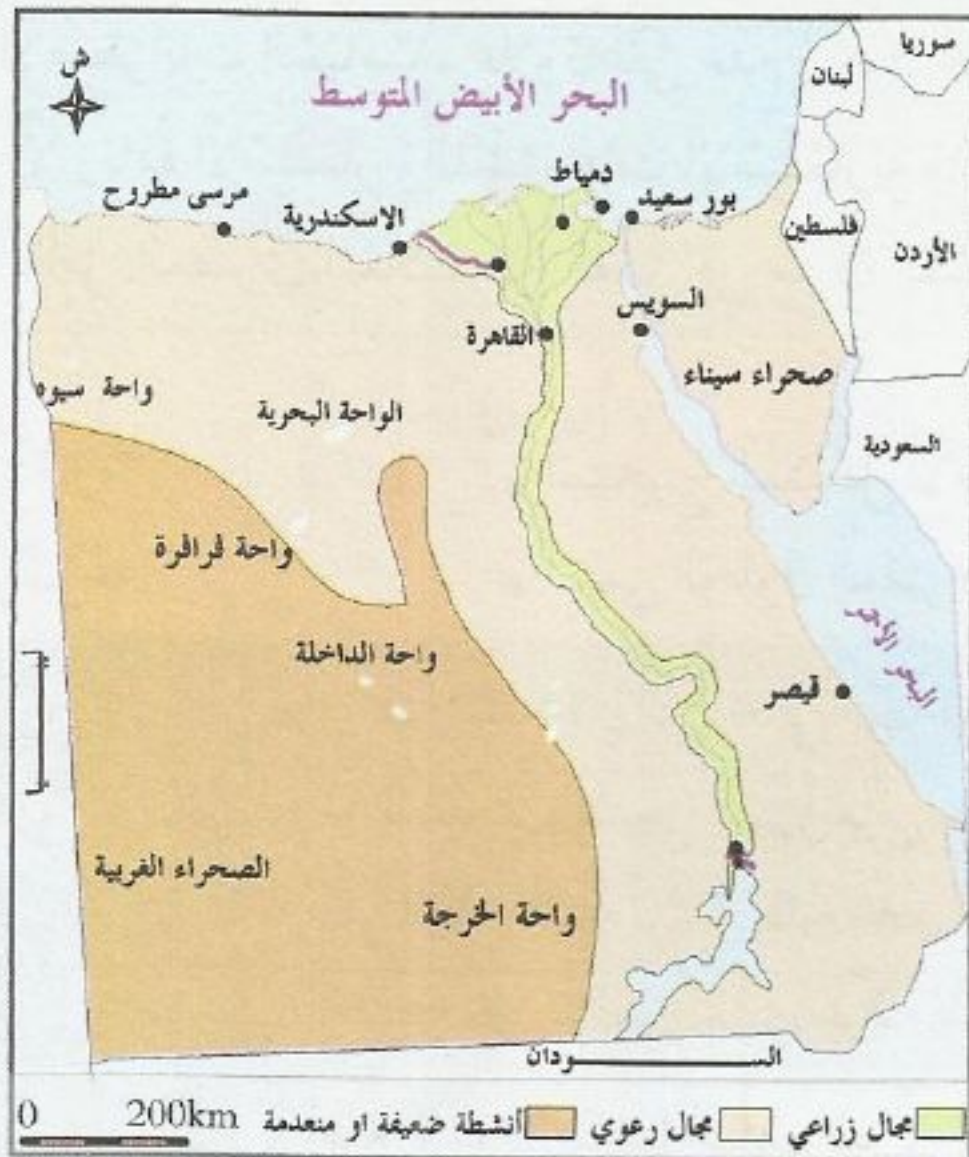 سوريا
لبنان
ش
البحر الأبيض المتوسط
دمياط
بور سعيد
مرسى مطروح
الاسكندرية
فلسطين
الأردن
السويس
القاهرة
صحراء سيناء
واحة سيوه
الواحة البحرية
السعودية
واحة فرافرة
البحر الأحمر
واحة الداخلة
قيصر
الصحراء الغربية
واحة الخرجة
الســـــودان
مجال زراعي
مجال رعوي
أنشطة ضعيفة او منعدمة
0 200km